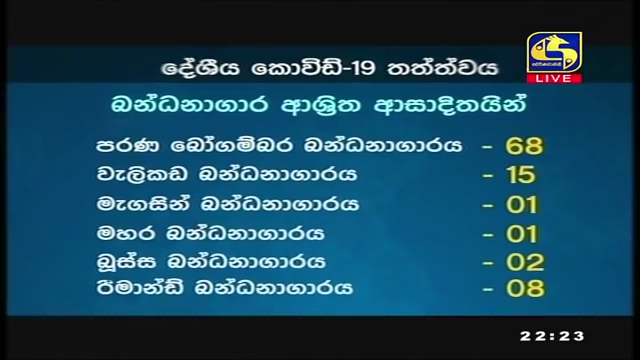 දේශීය කොවිඩ්-19 තත්ත්වය
LIVE
බන්ධනාගාර ආශ්‍රිත ආසාදිතයින්
පරණ බෝගම්බර බන්ධනාගාරය - 68
වැලිකඩ බන්ධනාගාරය - 15
මැගසින් බන්ධනාගාරය - 01
මහර බන්ධනාගාරය - 01
බූස්ස බන්ධනාගාරය - 02
රිමාන්ඩ් බන්ධනාගාරය - 08
22:23